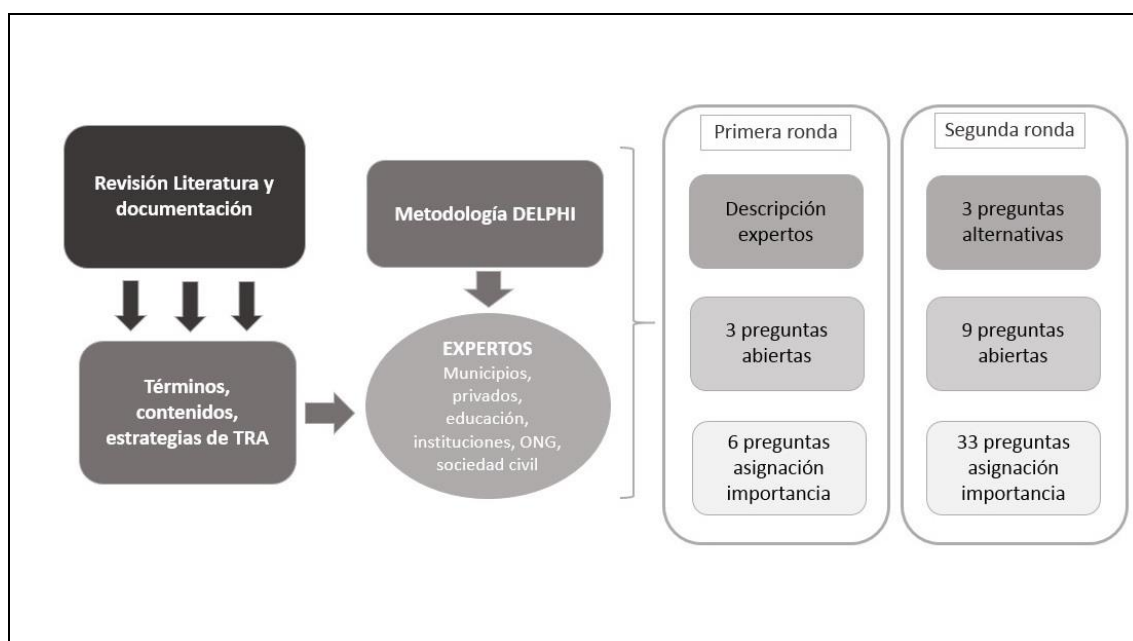 Revisión Literatura y
documentación
Términos,
contenidos,
estrategias de TRA
Metodología DELPHI
EXPERTOS
Municipios,
privados,
educación,
instituciones, ONG,
sociedad civil
Primera ronda
Descripción
expertos
3 preguntas
abiertas
6 preguntas
asignación
importancia
Segunda ronda
3 preguntas
alternativas
9 preguntas
abiertas
33 preguntas
asignación
importancia